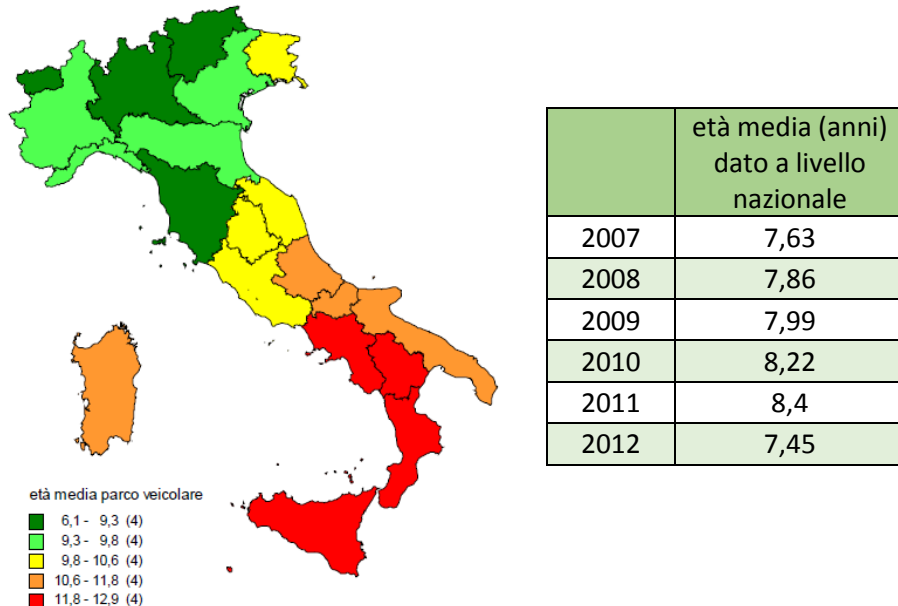 età media (anni)
dato a livello
nazionale
2007 7,63
2008 7,86
2009 7,99
2010 8,22
2011 8,4
2012 7,45
età media parco veicolare
6,1 - 9,3 (4)
9,3 - 9,8 (4)
9,8 - 10,6 (4)
10,6 - 11,8 (4)
11,8 - 12,9 (4)